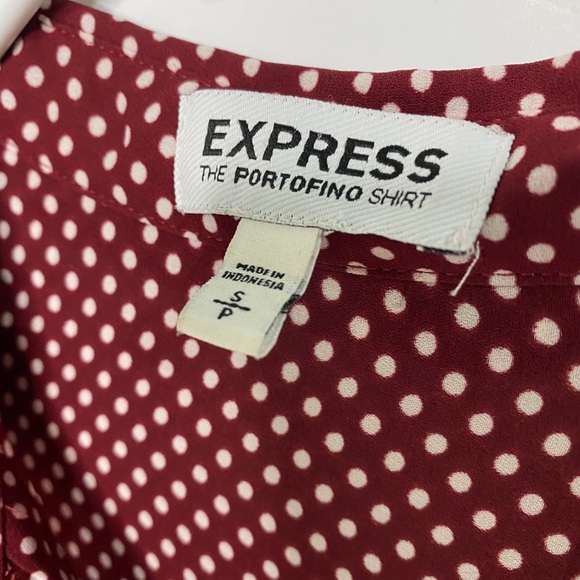 EXPRESS
THE PORTOFINO SHIRT
MADE IN
INDONESIA
S
P